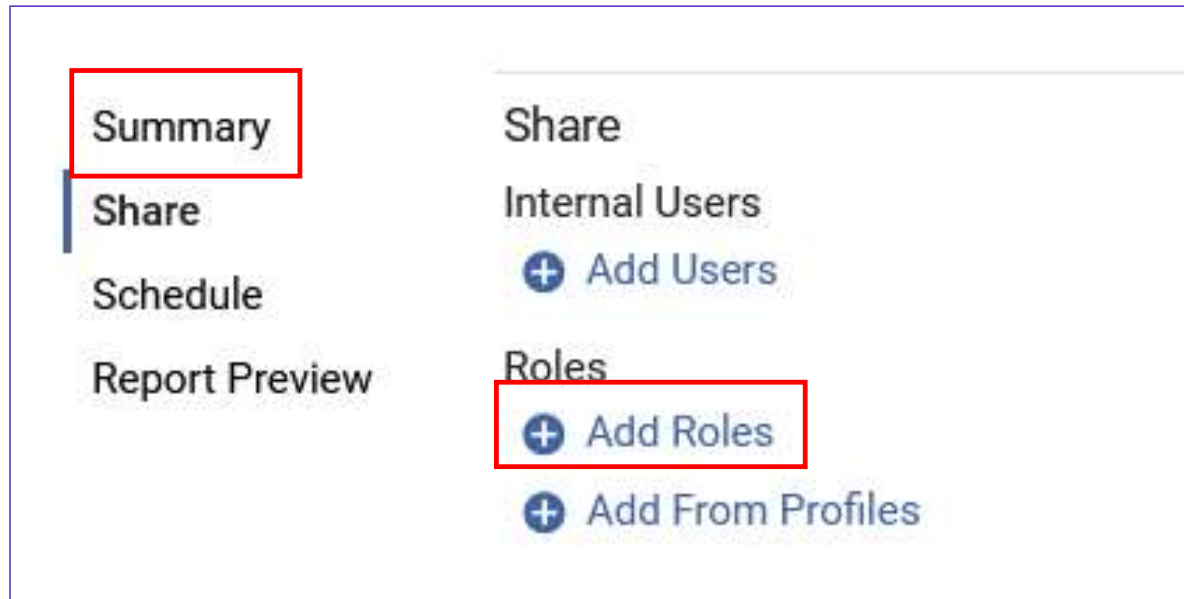 Summary
Share
Schedule
Report Preview
Share
Internal Users
Add Users
Roles
Add Roles
Add From Profiles